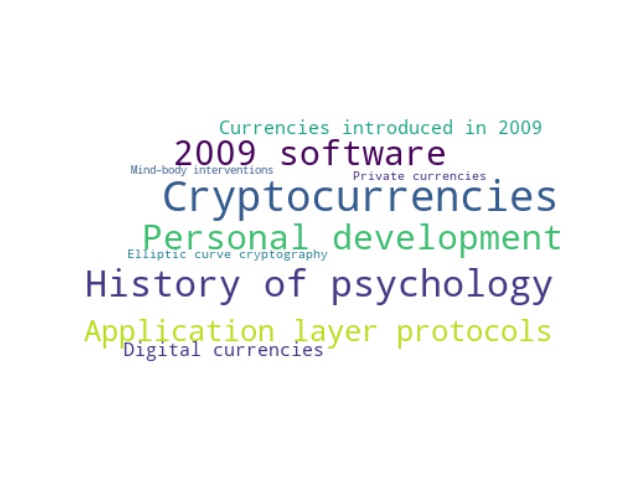 Currencies introduced in 2009
2009 software
Mind-body interventions
Private currencies
Cryptocurrencies
Personal development
Elliptic curve cryptography
History of psychology
Application layer protocols
Digital currencies